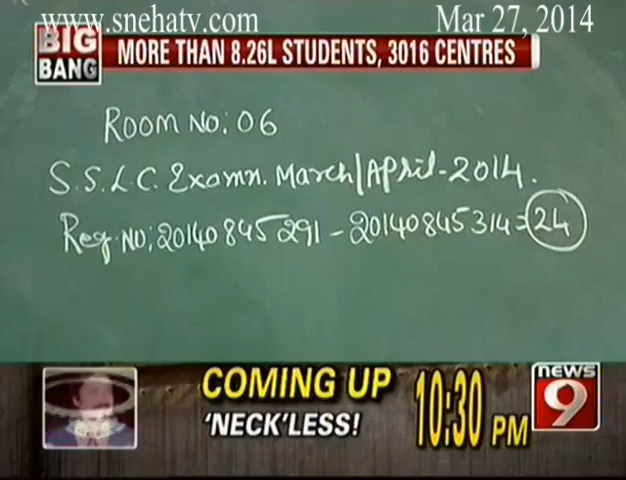 www.snehatv.com Mar 27, 2014
BIG BANG MORE THAN 8.26L STUDENTS, 3016 CENTRES
Room No: 06
S.S.L.C. Examn. March/April-2014.
Reg. No: 20140845291 - 20140845314 = 24
COMING UP 10:30 PM
'NECK'LESS!
NEWS 9